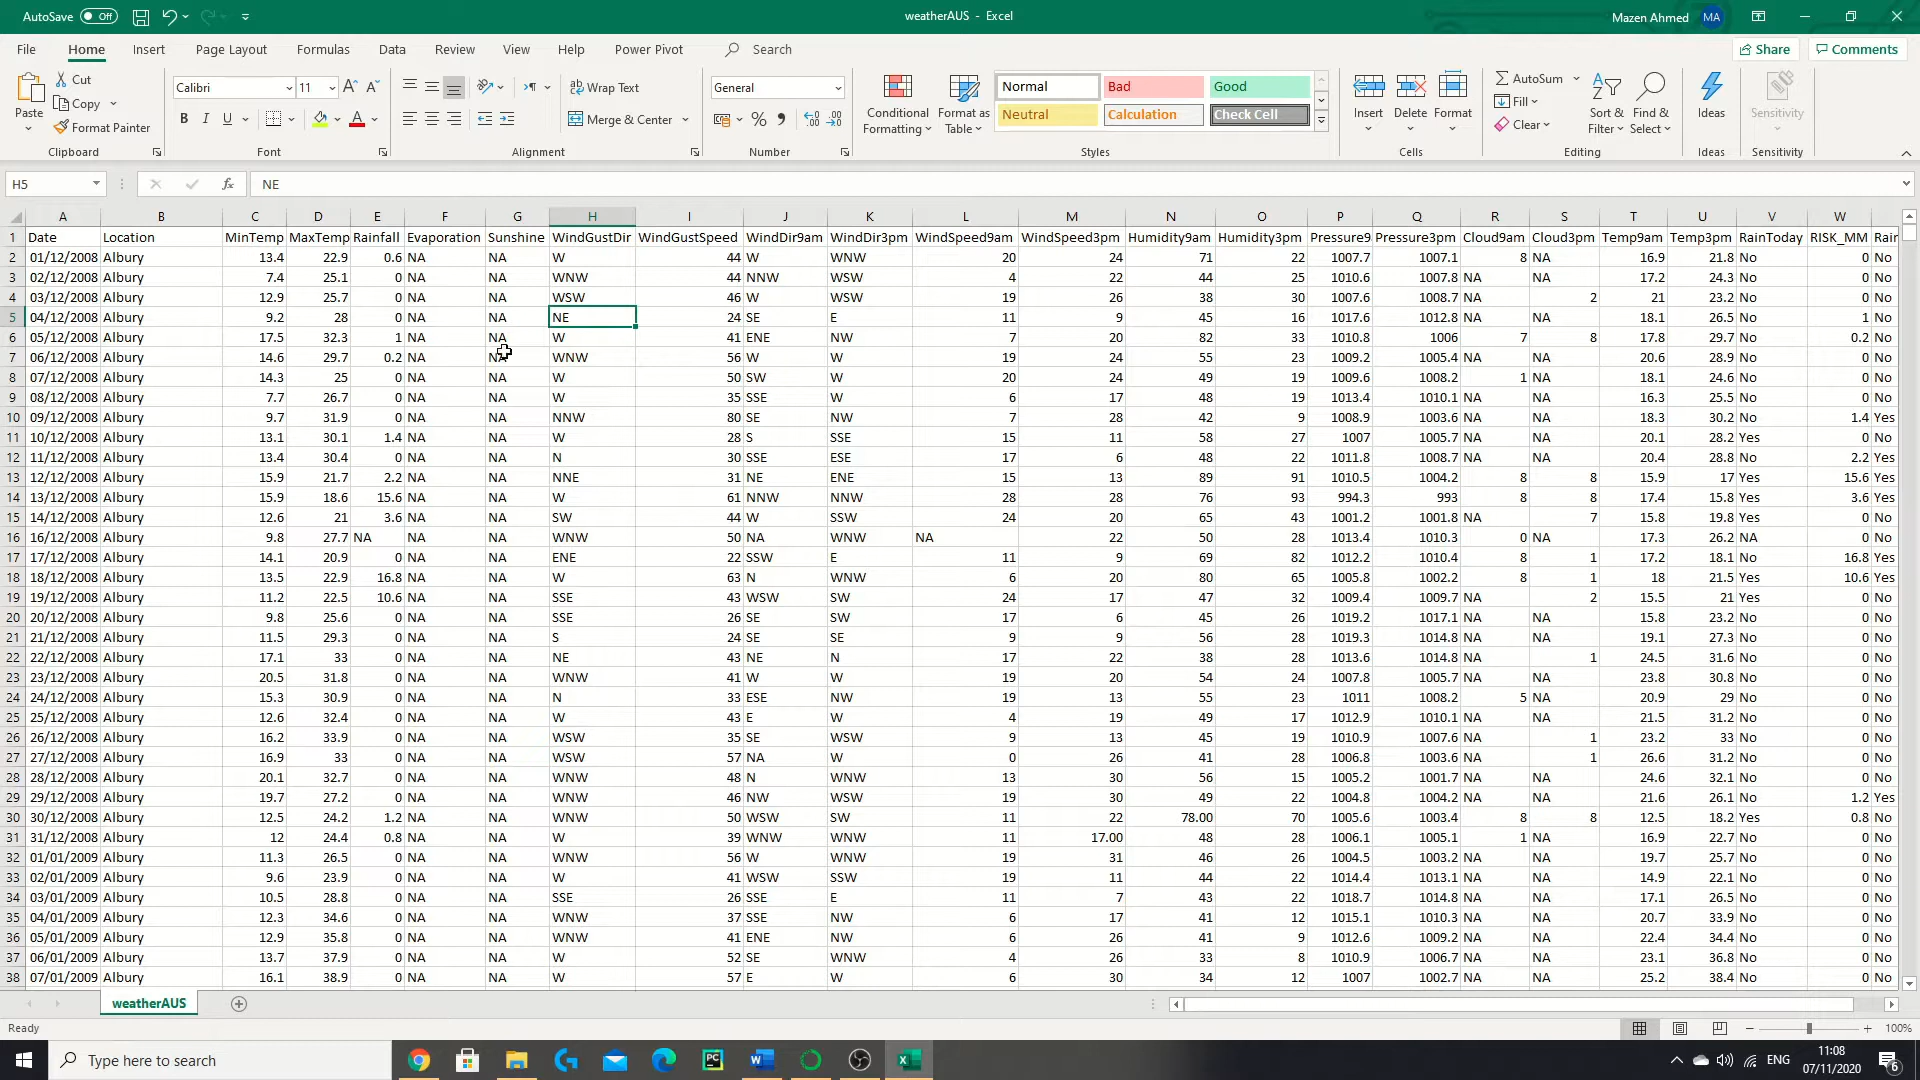 AutoSave Off weatherAUS - Excel Mazen Ahmed MA
File Home Insert Page Layout Formulas Data Review View Help Power Pivot Search Share Comments
Paste Cut Copy Format Painter Clipboard
Calibri 11 B I U Font
Wrap Text Merge & Center Alignment
General % Number
Conditional Formatting Format as Table Normal Bad Good Neutral Calculation Check Cell Styles
Insert Delete Format Cells
AutoSum Fill Clear Sort & Filter Find & Select Editing
Ideas Ideas Sensitivity Sensitivity
H5 fx NE
A B C D E F G H I J K L M N O P Q R S T U V W
1 Date Location MinTemp MaxTemp Rainfall Evaporation Sunshine WindGustDir WindGustSpeed WindDir9am WindDir3pm WindSpeed9am WindSpeed3pm Humidity9am Humidity3pm Pressure9 Pressure3pm Cloud9am Cloud3pm Temp9am Temp3pm RainToday RISK_MM Rair
2 01/12/2008 Albury 13.4 22.9 0.6 NA NA W 44 W WNW 20 24 71 22 1007.7 1007.1 8 NA 16.9 21.8 No 0 No
3 02/12/2008 Albury 7.4 25.1 0 NA NA WNW 44 NNW WSW 4 22 44 25 1010.6 1007.8 NA NA 17.2 24.3 No 0 No
4 03/12/2008 Albury 12.9 25.7 0 NA NA WSW 46 W WSW 19 26 38 30 1007.6 1008.7 NA 2 21 23.2 No 0 No
5 04/12/2008 Albury 9.2 28 0 NA NA NE 24 SE E 11 9 45 16 1017.6 1012.8 NA NA 18.1 26.5 No 1 No
6 05/12/2008 Albury 17.5 32.3 1 NA NA W 41 ENE NW 7 20 82 33 1010.8 1006 7 8 17.8 29.7 No 0.2 No
7 06/12/2008 Albury 14.6 29.7 0.2 NA NA WNW 56 W W 19 24 55 23 1009.2 1005.4 NA NA 20.6 28.9 No 0 No
8 07/12/2008 Albury 14.3 25 0 NA NA W 50 SW W 20 24 49 19 1009.6 1008.2 1 NA 18.1 24.6 No 0 No
9 08/12/2008 Albury 7.7 26.7 0 NA NA W 35 SSE W 6 17 48 19 1013.4 1010.1 NA NA 16.3 25.5 No 0 No
10 09/12/2008 Albury 9.7 31.9 0 NA NA NNW 80 SE NW 7 28 42 9 1008.9 1003.6 NA NA 18.3 30.2 No 1.4 Yes
11 10/12/2008 Albury 13.1 30.1 1.4 NA NA W 28 S SSE 15 11 58 27 1007 1005.7 NA NA 20.1 28.2 Yes 0 No
12 11/12/2008 Albury 13.4 30.4 0 NA NA N 30 SSE ESE 17 6 48 22 1011.8 1008.7 NA NA 20.4 28.8 No 2.2 Yes
13 12/12/2008 Albury 15.9 21.7 2.2 NA NA NNE 31 NE ENE 15 13 89 91 1010.5 1004.2 8 8 15.9 17 Yes 15.6 Yes
14 13/12/2008 Albury 15.9 18.6 15.6 NA NA W 61 NNW NNW 28 28 76 93 994.3 993 8 8 17.4 15.8 Yes 3.6 Yes
15 14/12/2008 Albury 12.6 21 3.6 NA NA SW 44 W SSW 24 20 65 43 1001.2 1001.8 NA 7 15.8 19.8 Yes 0 No
16 16/12/2008 Albury 9.8 27.7 NA NA NA WNW 50 NA WNW NA 22 50 28 1013.4 1010.3 0 NA 17.3 26.2 NA 0 No
17 17/12/2008 Albury 14.1 20.9 0 NA NA ENE 22 SSW E 11 9 69 82 1012.2 1010.4 8 1 17.2 18.1 No 16.8 Yes
18 18/12/2008 Albury 13.5 22.9 16.8 NA NA W 63 N WNW 6 20 80 65 1005.8 1002.2 8 1 18 21.5 Yes 10.6 Yes
19 19/12/2008 Albury 11.2 22.5 10.6 NA NA SSE 43 WSW SW 24 17 47 32 1009.4 1009.7 NA 2 15.5 21 Yes 0 No
20 20/12/2008 Albury 9.8 25.6 0 NA NA SSE 26 SE SW 17 6 45 26 1019.2 1017.1 NA NA 15.8 23.2 No 0 No
21 21/12/2008 Albury 11.5 29.3 0 NA NA S 24 SE SE 9 9 56 28 1019.3 1014.8 NA NA 19.1 27.3 No 0 No
22 22/12/2008 Albury 17.1 33 0 NA NA NE 43 NE N 17 22 38 28 1013.6 1014.8 NA 1 24.5 31.6 No 0 No
23 23/12/2008 Albury 20.5 31.8 0 NA NA WNW 41 W W 19 20 54 24 1007.8 1005.7 NA NA 23.8 30.8 No 0 No
24 24/12/2008 Albury 15.3 30.9 0 NA NA N 33 ESE NW 19 13 55 23 1011 1008.2 5 NA 20.9 29 No 0 No
25 25/12/2008 Albury 12.6 32.4 0 NA NA W 43 E W 4 19 49 17 1012.9 1010.1 NA NA 21.5 31.2 No 0 No
26 26/12/2008 Albury 16.2 33.9 0 NA NA WSW 35 SE WSW 9 13 45 19 1010.9 1007.6 NA 1 23.2 33 No 0 No
27 27/12/2008 Albury 16.9 33 0 NA NA WSW 57 NA W 0 26 41 28 1006.8 1003.6 NA 1 26.6 31.2 No 0 No
28 28/12/2008 Albury 20.1 32.7 0 NA NA WNW 48 N WNW 13 30 56 15 1005.2 1001.7 NA NA 24.6 32.1 No 0 No
29 29/12/2008 Albury 19.7 27.2 0 NA NA WNW 46 NW WSW 19 30 49 22 1004.8 1004.2 NA NA 21.6 26.1 No 1.2 Yes
30 30/12/2008 Albury 12.5 24.2 1.2 NA NA WNW 50 WSW SW 11 22 78.00 70 1005.6 1003.4 8 8 12.5 18.2 Yes 0.8 No
31 31/12/2008 Albury 12 24.4 0.8 NA NA W 39 WNW WNW 11 17.00 48 28 1006.1 1005.1 1 NA 16.9 22.7 No 0 No
32 01/01/2009 Albury 11.3 26.5 0 NA NA WNW 56 W WNW 19 31 46 26 1004.5 1003.2 NA NA 19.7 25.7 No 0 No
33 02/01/2009 Albury 9.6 23.9 0 NA NA W 41 WSW SSW 19 11 44 22 1014.4 1013.1 NA NA 14.9 22.1 No 0 No
34 03/01/2009 Albury 10.5 28.8 0 NA NA SSE 26 SSE E 11 7 43 22 1018.7 1014.8 NA NA 17.1 26.5 No 0 No
35 04/01/2009 Albury 12.3 34.6 0 NA NA WNW 37 SSE NW 6 17 41 12 1015.1 1010.3 NA NA 20.7 33.9 No 0 No
36 05/01/2009 Albury 12.9 35.8 0 NA NA WNW 41 ENE NW 6 26 41 9 1012.6 1009.2 NA NA 22.4 34.4 No 0 No
37 06/01/2009 Albury 13.7 37.9 0 NA NA W 52 SE WNW 4 26 33 8 1010.9 1006.7 NA NA 23.1 36.8 No 0 No
38 07/01/2009 Albury 16.1 38.9 0 NA NA W 57 E W 6 30 34 12 1007 1002.7 NA NA 25.2 38.4 No 0 No
weatherAUS
Ready 100%
Type here to search ENG 11:08 07/11/2020 6